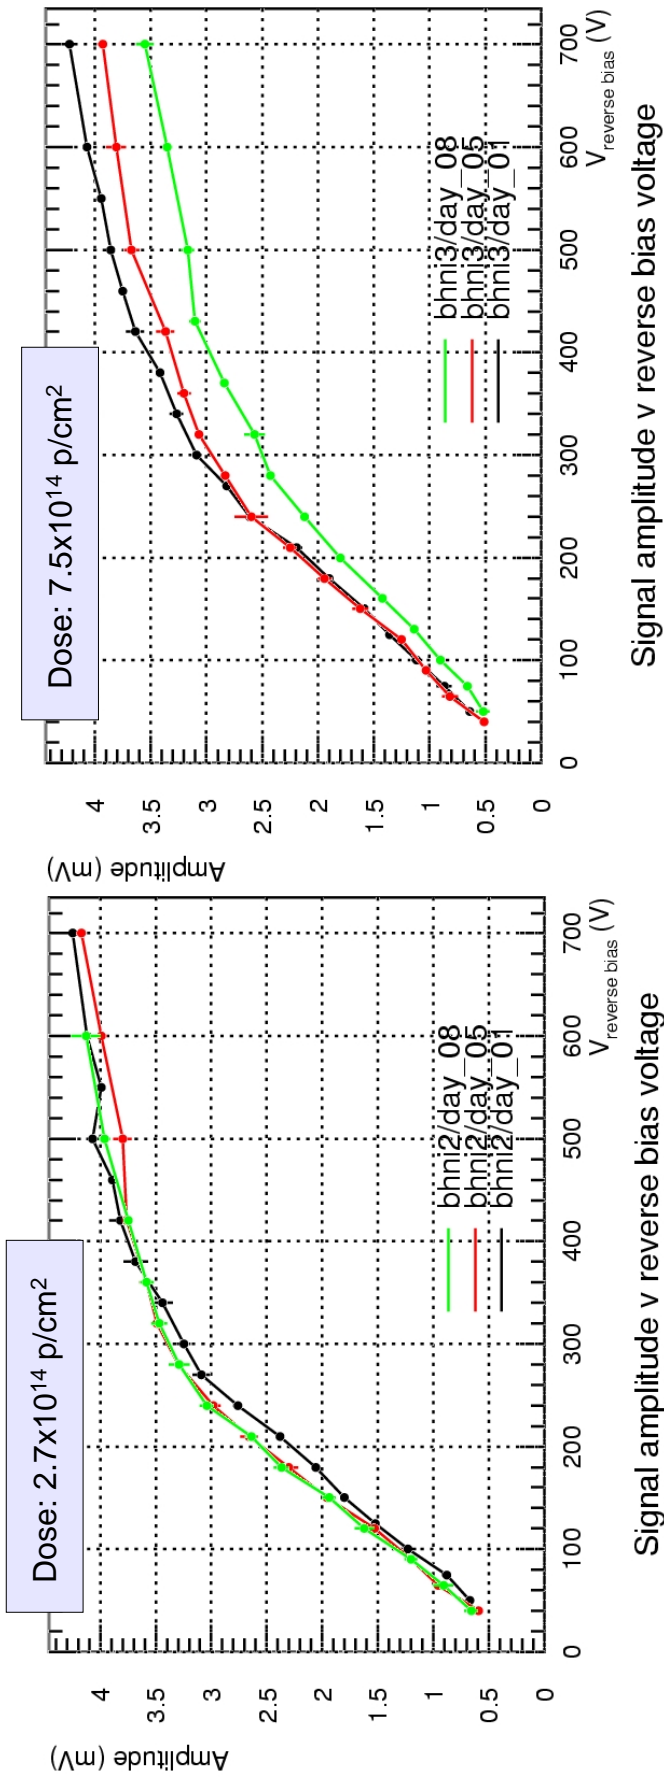 Dose: 2.7x10¹⁴ p/cm²
Amplitude (mV)
4
3.5
3
2.5
2
1.5
1
0.5
0
0 100 200 300 400 500 600 700
V reverse bias (V)
bhni2/day_08
bhni2/day_05
bhni2/day_01
Signal amplitude v reverse bias voltage
Dose: 7.5x10¹⁴ p/cm²
Amplitude (mV)
4
3.5
3
2.5
2
1.5
1
0.5
0
0 100 200 300 400 500 600 700
V reverse bias (V)
bhni3/day_08
bhni3/day_05
bhni3/day_01
Signal amplitude v reverse bias voltage